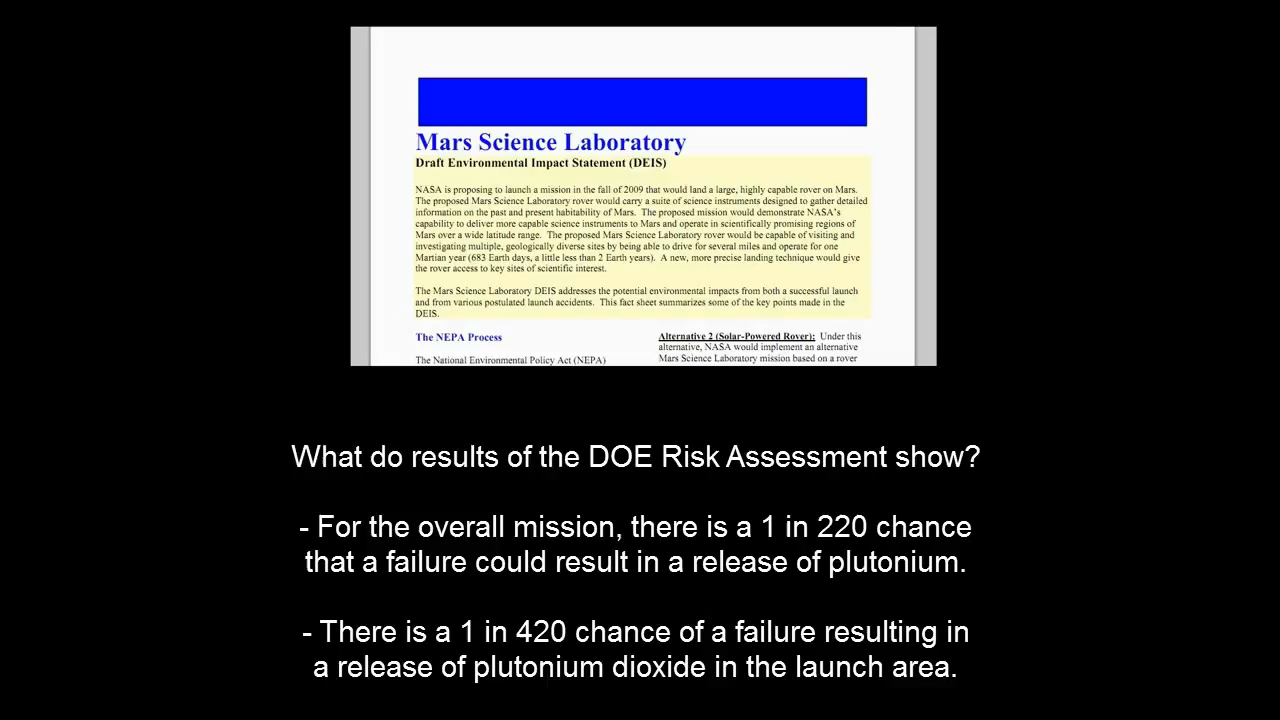 Mars Science Laboratory
Draft Environmental Impact Statement (DEIS)
NASA is proposing to launch a mission in the fall of 2009 that would land a large, highly capable rover on Mars.
The proposed Mars Science Laboratory rover would carry a suite of science instruments designed to gather detailed
information on the past and present habitability of Mars.  The proposed mission would demonstrate NASA's
capability to deliver more capable science instruments to Mars and operate in scientifically promising regions of
Mars over a wide latitude range.  The proposed Mars Science Laboratory rover would be capable of visiting and
investigating multiple, geologically diverse sites by being able to drive for several miles and operate for one
Martian year (683 Earth days, a little less than 2 Earth years).  A new, more precise landing technique would give
the rover access to key sites of scientific interest.
The Mars Science Laboratory DEIS addresses the potential environmental impacts from both a successful launch
and from various postulated launch accidents.  This fact sheet summarizes some of the key points made in the
DEIS.
The NEPA Process
The National Environmental Policy Act (NEPA)
Alternative 2 (Solar-Powered Rover):  Under this
alternative, NASA would implement an alternative
Mars Science Laboratory mission based on a rover
What do results of the DOE Risk Assessment show?
- For the overall mission, there is a 1 in 220 chance
that a failure could result in a release of plutonium.
- There is a 1 in 420 chance of a failure resulting in
a release of plutonium dioxide in the launch area.